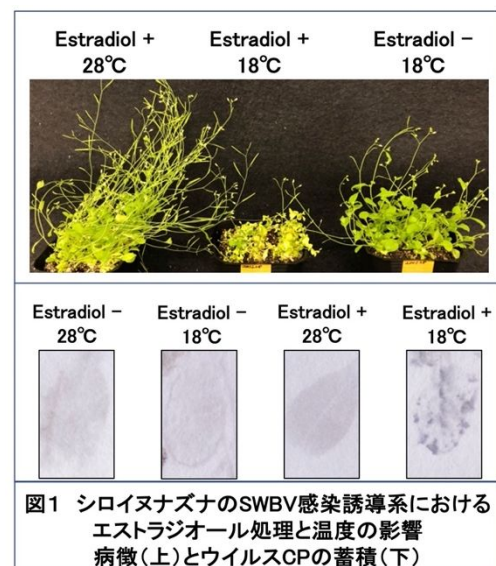 Estradiol + Estradiol + Estradiol −
28℃ 18℃ 18℃
Estradiol − Estradiol − Estradiol + Estradiol +
28℃ 18℃ 28℃ 18℃
図1 シロイヌナズナのSWBV感染誘導系における
エストラジオール処理と温度の影響
病徴(上)とウイルスCPの蓄積(下)